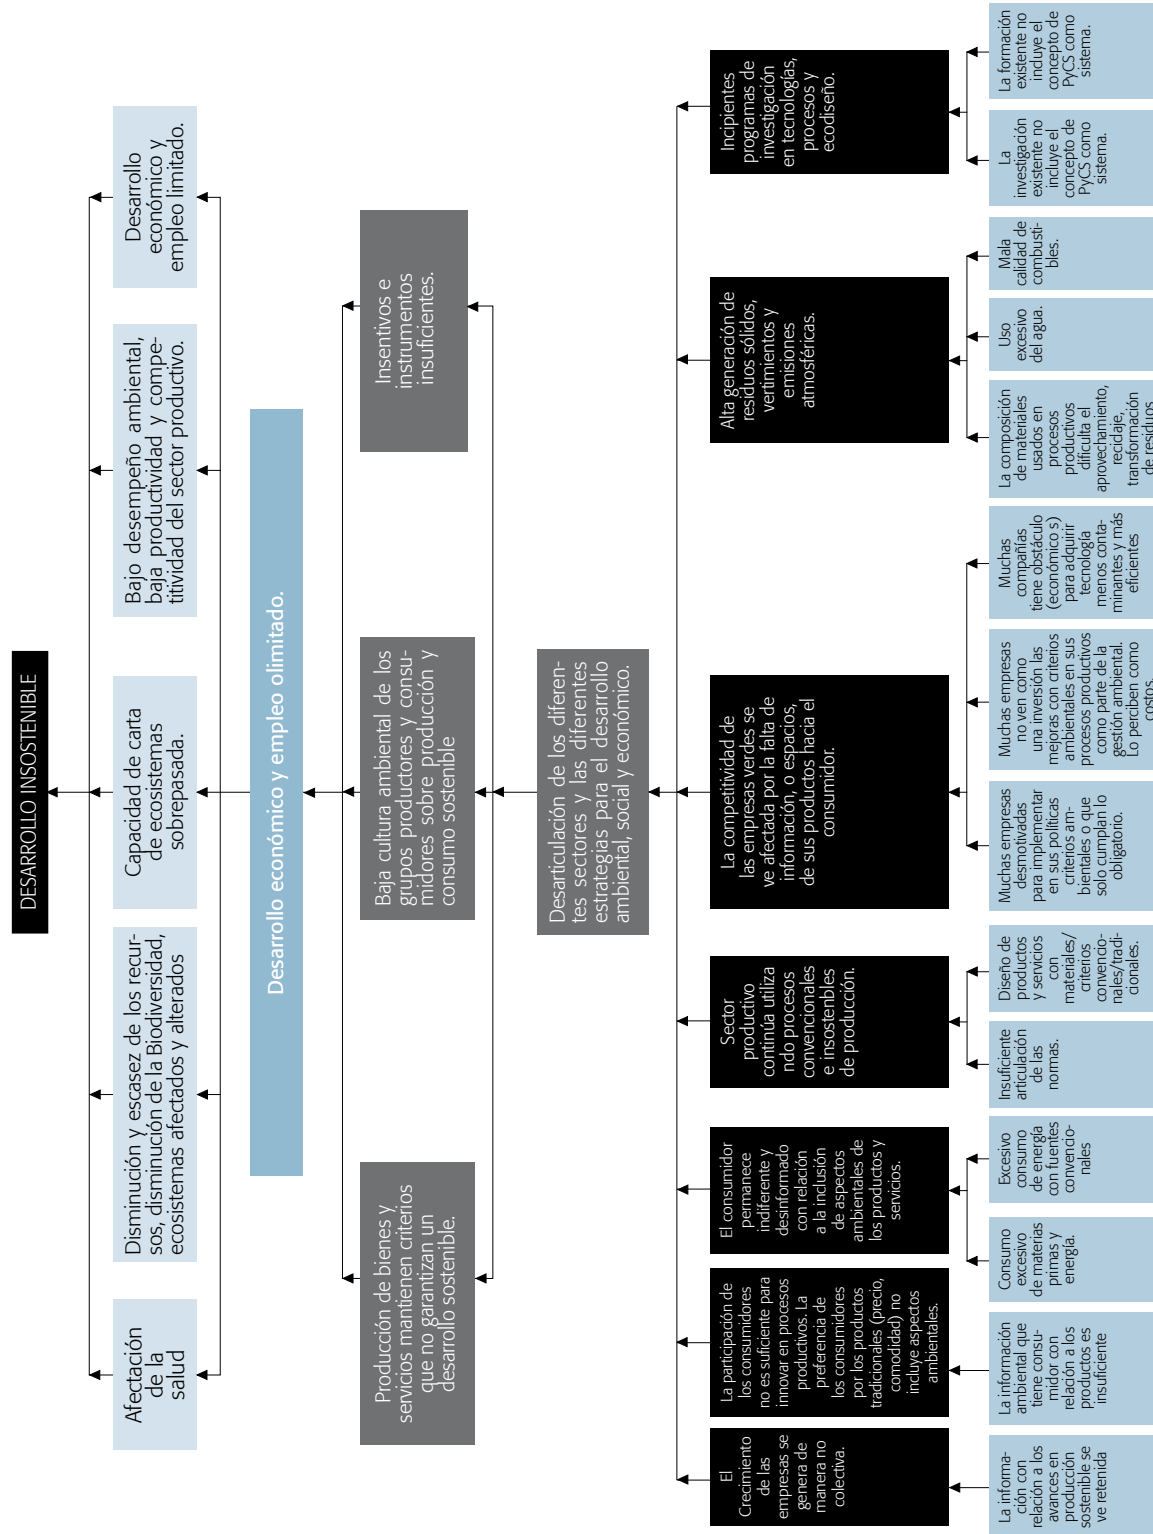 DESARROLLO INSOSTENIBLE
Afectación
de la
salud
Disminución y escasez de los recur-
sos, disminución de la Biodiversidad,
ecosistemas afectados y alterados
Capacidad de carta
de ecosistemas
sobrepasada.
Bajo desempeño ambiental,
baja productividad y compe-
titividad del sector productivo.
Desarrollo
económico y
empleo limitado.
Desarrollo económico y empleo olimitado.
Producción de bienes y
servicios mantienen criterios
que no garantizan un
desarrollo sostenible.
Baja cultura ambiental de los
grupos productores y consu-
midores sobre producción y
consumo sostenible
Insentivos e
instrumentos
insuficientes.
Desarticulación de los diferen-
tes sectores y las diferentes
estrategias para el desarrollo
ambiental, social y económico.
El
Crecimiento
de las
empresas se
genera de
manera no
colectiva.
La participación de
los consumidores
no es suficiente para
innovar en procesos
productivos. La
preferencia de
los consumidores
por los productos
tradicionales (precio,
comodidad) no
incluye aspectos
ambientales.
El consumidor
permanece
indiferente y
desinformado
con relación
a la inclusión
de aspectos
ambientales de
los productos y
servicios.
Sector
productivo
continúa utiliza
ndo procesos
convencionales
e insostenibles
de producción.
La competitividad de
las empresas verdes se
ve afectada por la falta de
información, o espacios,
de sus productos hacia el
consumidor.
Alta generación de
residuos sólidos,
vertimientos y
emisiones
atmosféricas.
Incipientes
programas de
investigación
en tecnologías,
procesos y
ecodiseño.
La informa-
ción con
relación a los
avances en
producción
sostenible se
ve retenida
La información
ambiental que
tiene consu-
midor con
relación a los
productos es
insuficiente
Consumo
excesivo
de materias
primas y
energía.
Excesivo
consumo
de energía
con fuentes
convencio-
nales
Insuficiente
articulación
de las
normas.
Diseño de
productos
y servicios
con
materiales/
criterios
convencio-
nales/tradi-
cionales.
Muchas empresas
desmotivadas
para implementar
en sus políticas
criterios am-
bientales o que
solo cumplan lo
obligatorio.
Muchas empresas
no ven como
una inversión las
mejoras con criterios
ambientales en sus
procesos productivos
como parte de la
gestión ambiental.
Lo perciben como
costos.
Muchas
compañías
tiene obstáculo
(económico s)
para adquirir
tecnología
menos conta-
minantes y más
eficientes
La composición
de materiales
usados en
procesos
productivos
dificulta el
aprovechamiento,
reciclaje,
transformación
de residuos
Uso
excesivo
del agua.
Mala
calidad de
combusti-
bles.
La
investigación
existente no
incluye el
concepto de
PyCS como
sistema.
La formación
existente no
incluye el
concepto de
PyCS como
sistema.